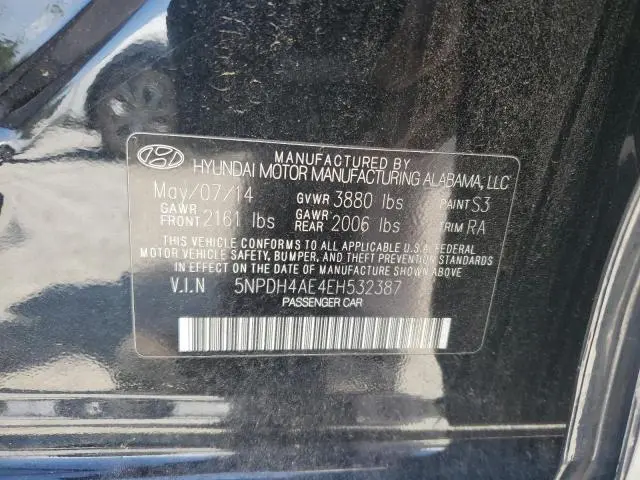 MANUFACTURED BY
HYUNDAI MOTOR MANUFACTURING ALABAMA, LLC
May/07/14 GVWR 3880 lbs PAINT S3
GAWR FRONT 2161 lbs GAWR REAR 2006 lbs TRIM RA
THIS VEHICLE CONFORMS TO ALL APPLICABLE U.S.A. FEDERAL
MOTOR VEHICLE SAFETY, BUMPER, AND THEFT PREVENTION STANDARDS
IN EFFECT ON THE DATE OF MANUFACTURE SHOWN ABOVE.
V.I.N 5NPDH4AE4EH532387
PASSENGER CAR